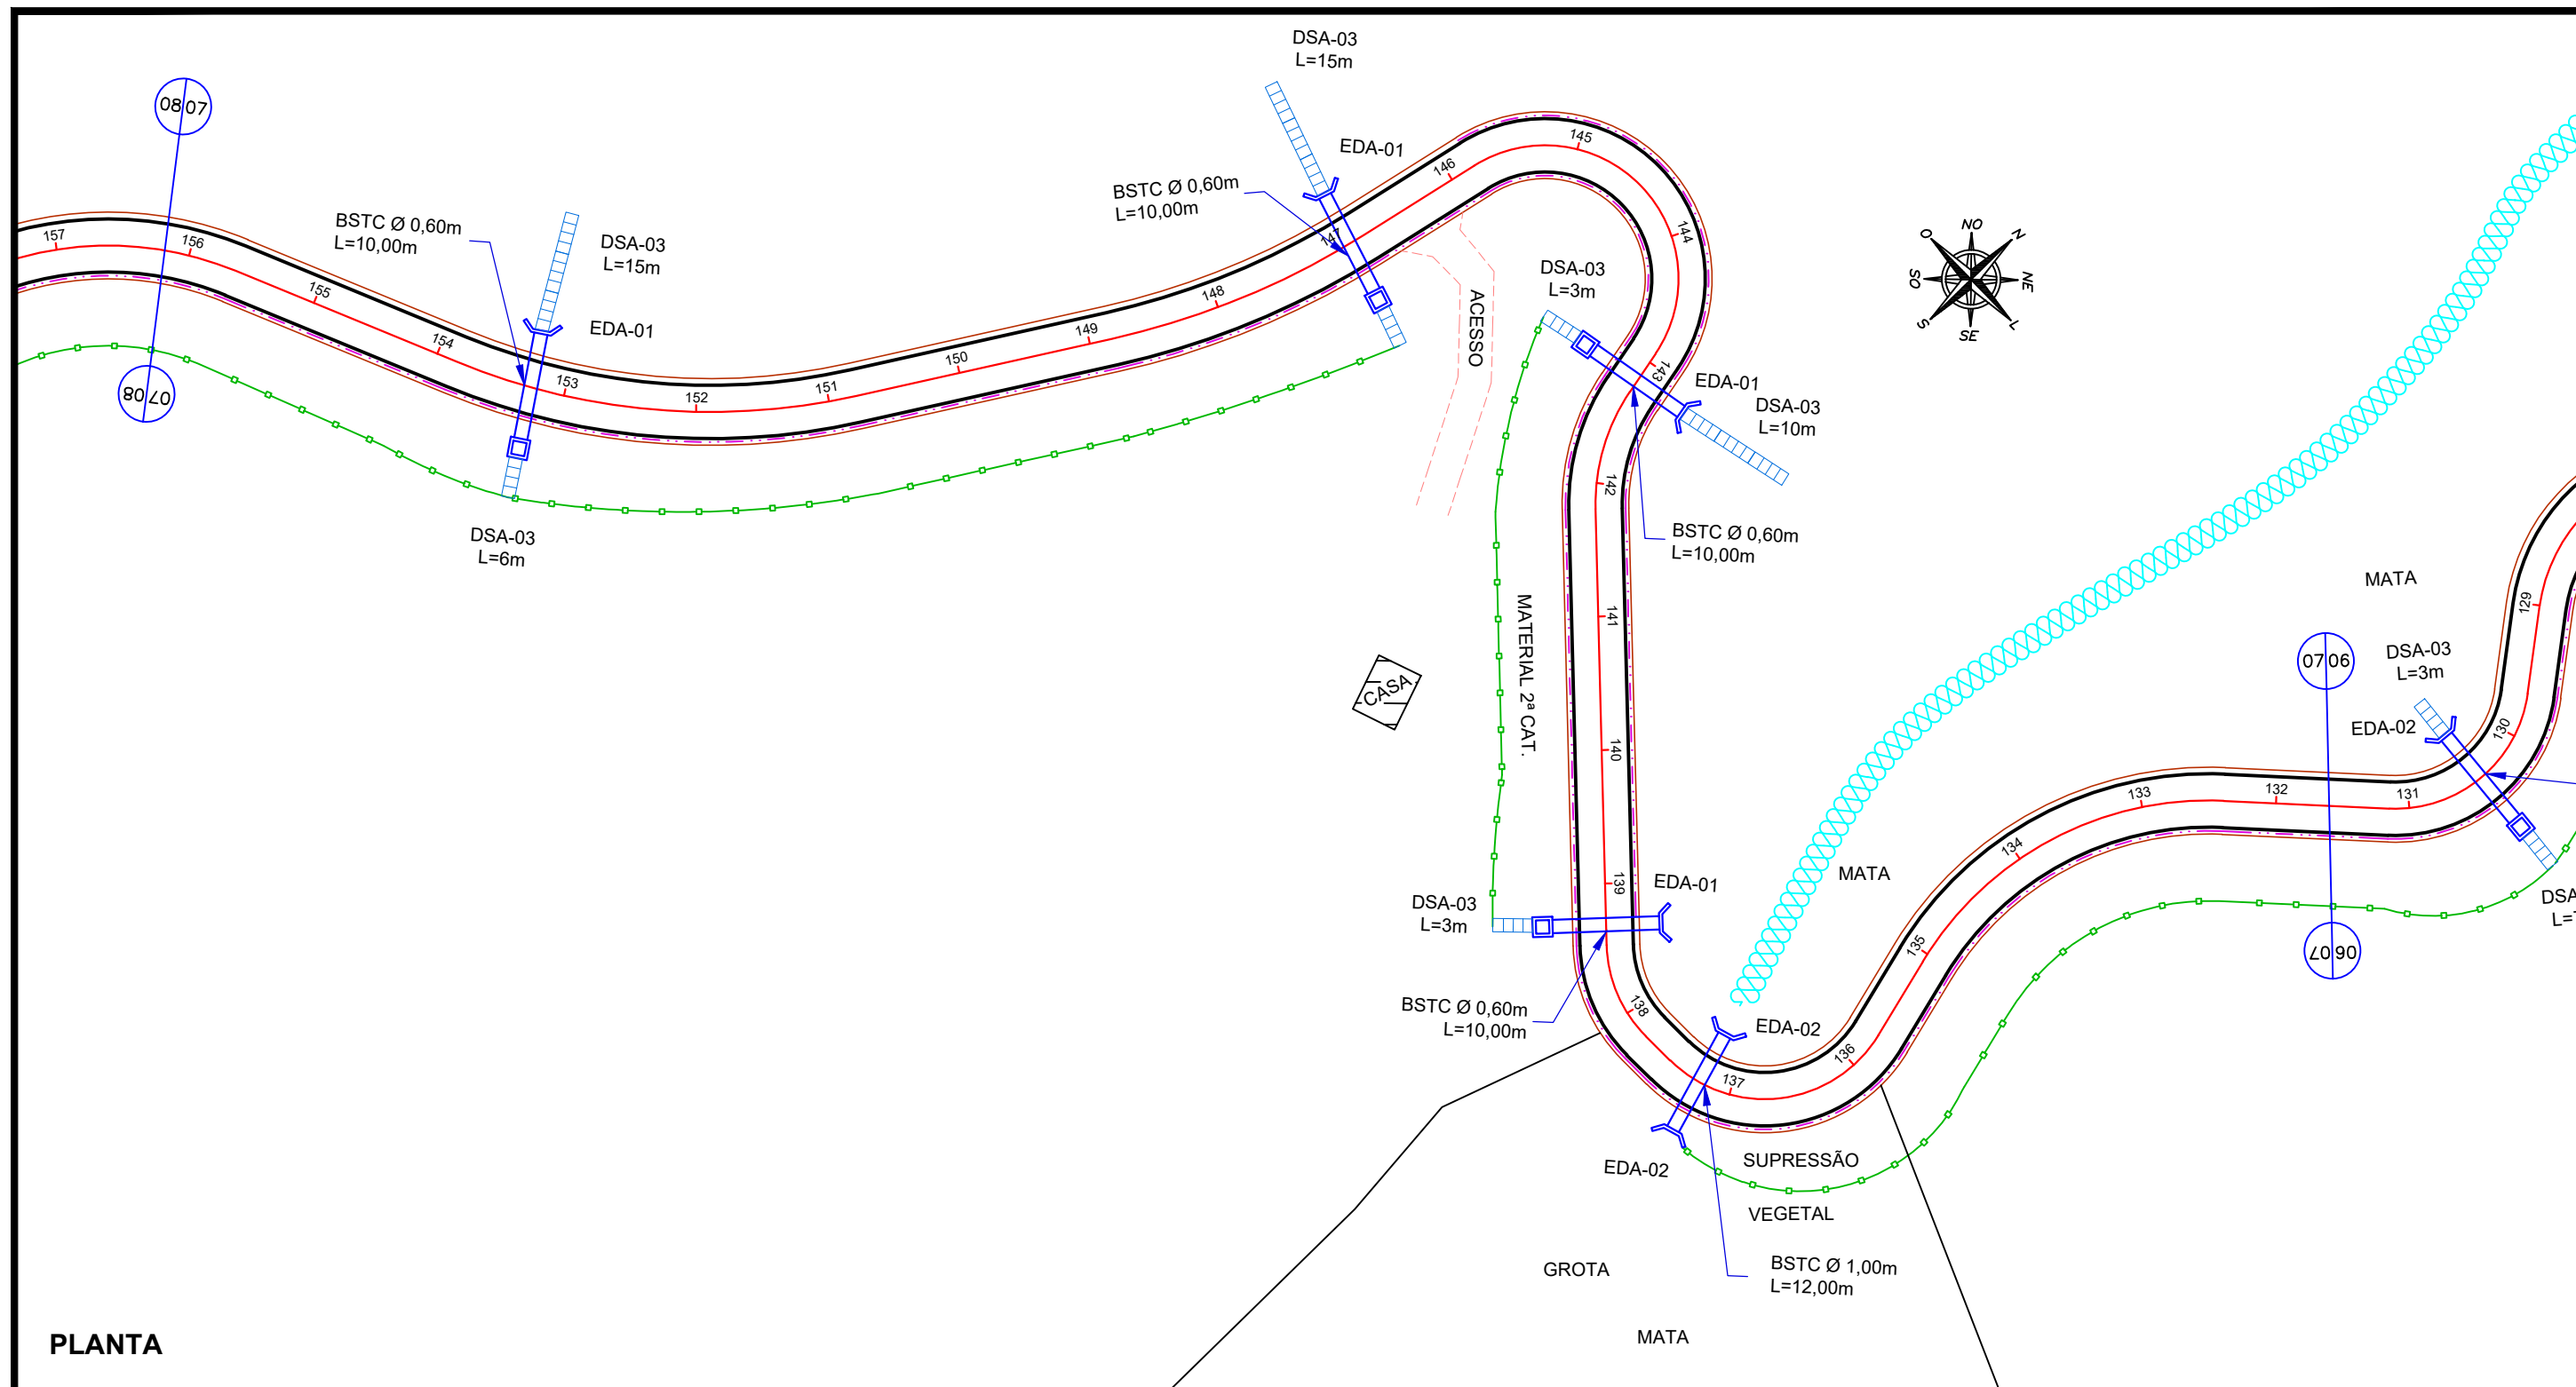 DSA-03
L=15m
08 07
EDA-01
BSTC Ø 0,60m
L=10,00m
145
146
144
147
148
149
150
151
152
153
154
155
156
157
BSTC Ø 0,60m
L=10,00m
DSA-03
L=15m
EDA-01
07 08
DSA-03
L=6m
ACESSO
DSA-03
L=3m
143
EDA-01
DSA-03
L=10m
142
BSTC Ø 0,60m
L=10,00m
NO
N
NE
L
SE
S
SO
O
MATERIAL 2ª CAT.
141
140
139
CASA
DSA-03
L=3m
EDA-01
BSTC Ø 0,60m
L=10,00m
138
EDA-02
137
136
135
134
133
132
131
130
129
MATA
MATA
07 06
DSA-03
L=3m
EDA-02
06 07
DSA
L=
EDA-02
SUPRESSÃO
VEGETAL
BSTC Ø 1,00m
L=12,00m
GROTA
MATA
PLANTA